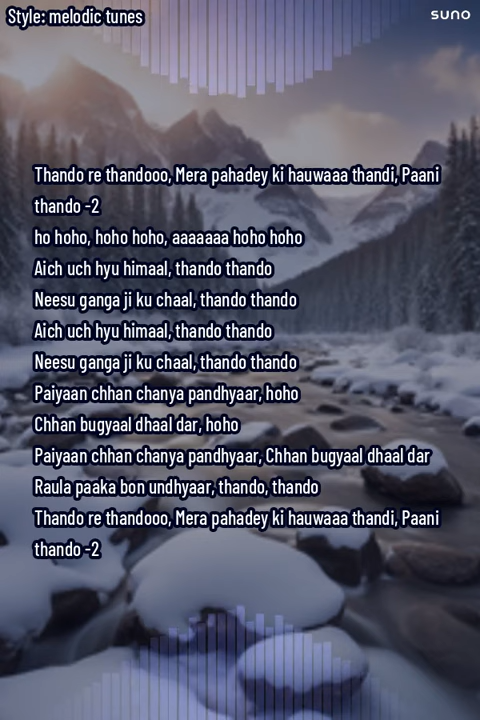 Style: melodic tunes
suno
Thando re thandooo, Mera pahadey ki hauwaaa thandi, Paani
thando -2
ho hoho, hoho hoho, aaaaaaa hoho hoho
Aich uch hyu himaal, thando thando
Neesu ganga ji ku chaal, thando thando
Aich uch hyu himaal, thando thando
Neesu ganga ji ku chaal, thando thando
Paiyaan chhan chanya pandhyaar, hoho
Chhan bugyaal dhaal dar, hoho
Paiyaan chhan chanya pandhyaar, Chhan bugyaal dhaal dar
Raula paaka bon undhyaar, thando, thando
Thando re thandooo, Mera pahadey ki hauwaaa thandi, Paani
thando -2